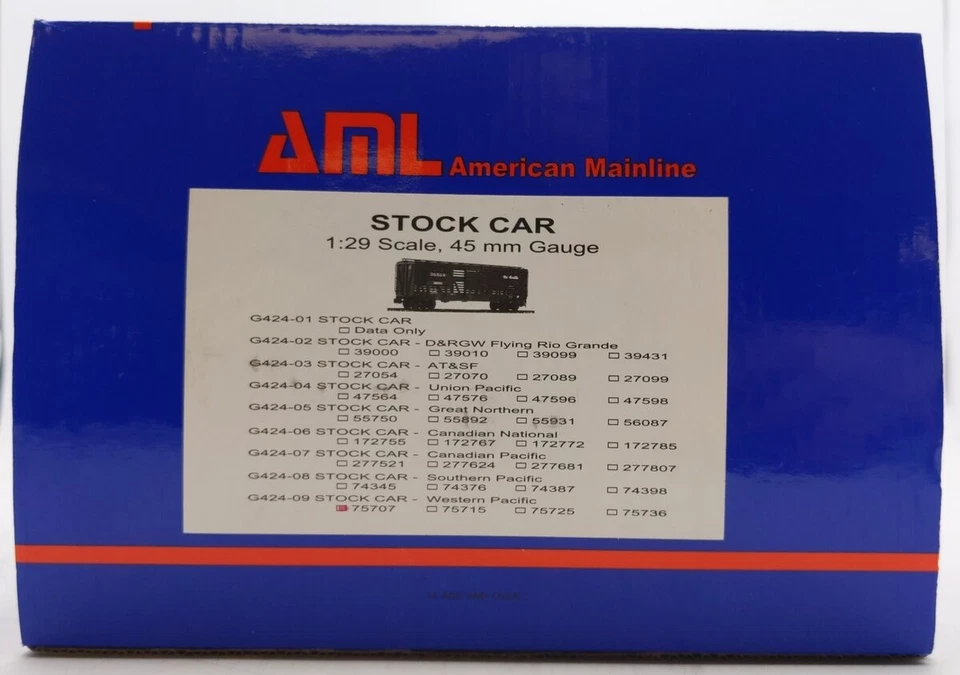 AML American Mainline
STOCK CAR
1:29 Scale, 45 mm Gauge
G424-01 STOCK CAR
Data Only
G424-02 STOCK CAR - D&RGW Flying Rio Grande
39000 39010 39099 39431
G424-03 STOCK CAR - AT&SF
27054 27070 27089 27099
G424-04 STOCK CAR - Union Pacific
47564 47576 47596 47598
G424-05 STOCK CAR - Great Northern
55750 55892 55931 56087
G424-06 STOCK CAR - Canadian National
172755 172767 172772 172785
G424-07 STOCK CAR - Canadian Pacific
277521 277624 277681 277807
G424-08 STOCK CAR - Southern Pacific
74345 74376 74387 74398
G424-09 STOCK CAR - Western Pacific
75707 75715 75725 75736